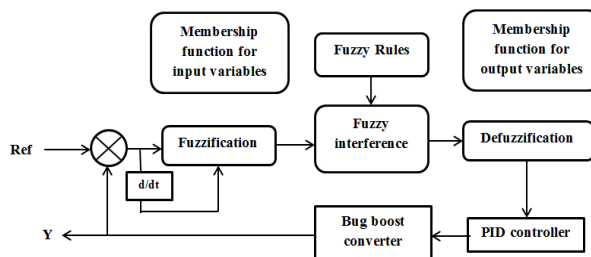 Membership
function for
input variables
Fuzzy Rules
Membership
function for
output variables
Ref
Fuzzification
Fuzzy
interference
Defuzzification
d/dt
Y
Bug boost
converter
PID controller